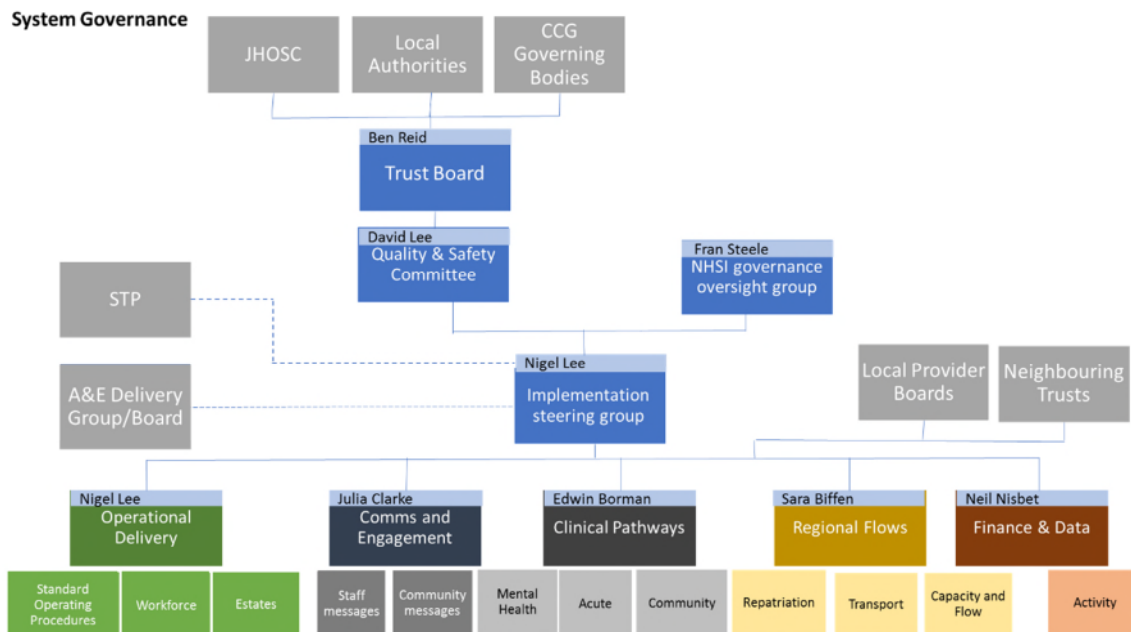 System Governance
JHOSC
Local
Authorities
CCG
Governing
Bodies
Ben Reid
Trust Board
David Lee
Quality & Safety
Committee
Fran Steele
NHSI governance
oversight group
STP
Nigel Lee
Implementation
steering group
A&E Delivery
Group/Board
Local Provider
Boards
Neighbouring
Trusts
Nigel Lee
Operational
Delivery
Julia Clarke
Comms and
Engagement
Edwin Borman
Clinical Pathways
Sara Biffen
Regional Flows
Neil Nisbet
Finance & Data
Standard
Operating
Procedures
Workforce
Estates
Staff
messages
Community
messages
Mental
Health
Acute
Community
Repatriation
Transport
Capacity and
Flow
Activity